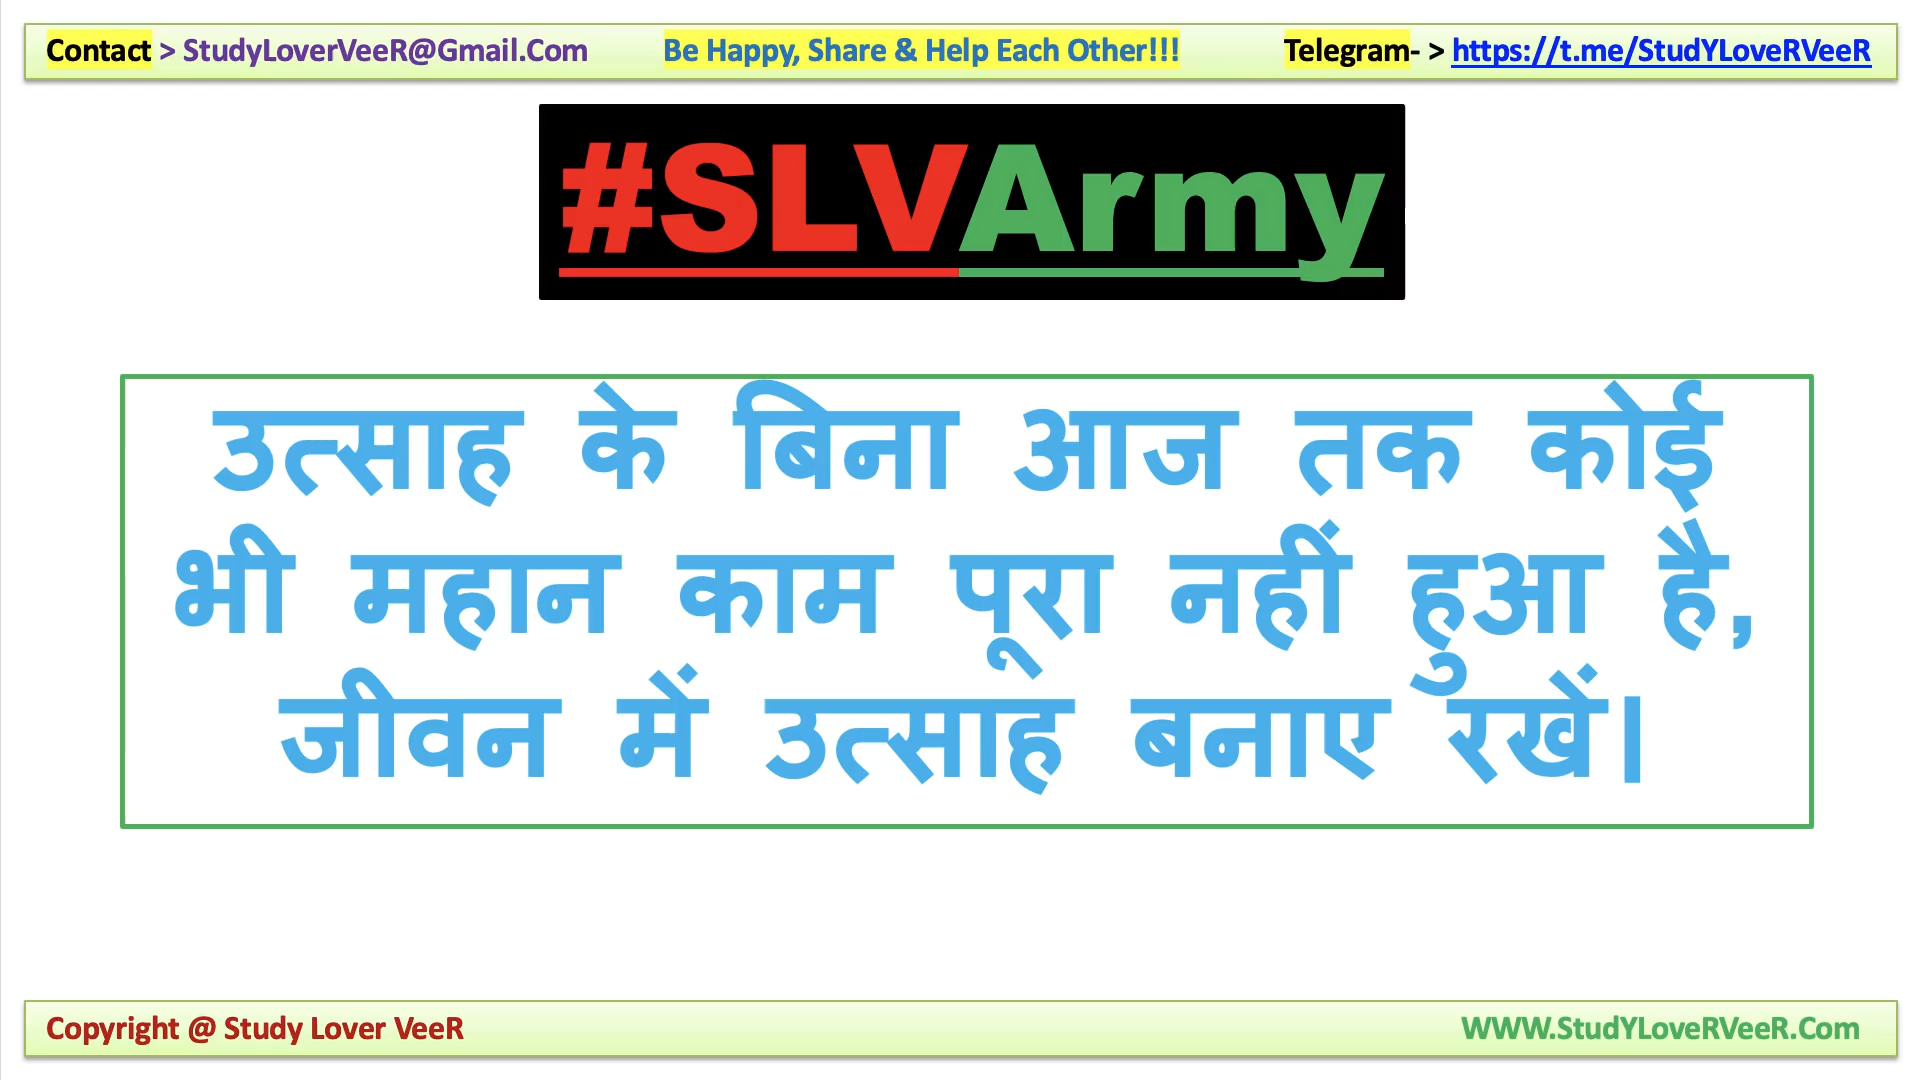 Contact > StudyLoverVeeR@Gmail.Com Be Happy, Share & Help Each Other!!! Telegram- > https://t.me/StudYLoveRVeeR
#SLVArmy
उत्साह के बिना आज तक कोई
भी महान काम पूरा नहीं हुआ है,
जीवन में उत्साह बनाए रखें।
Copyright @ Study Lover VeeR WWW.StudYLoveRVeeR.Com